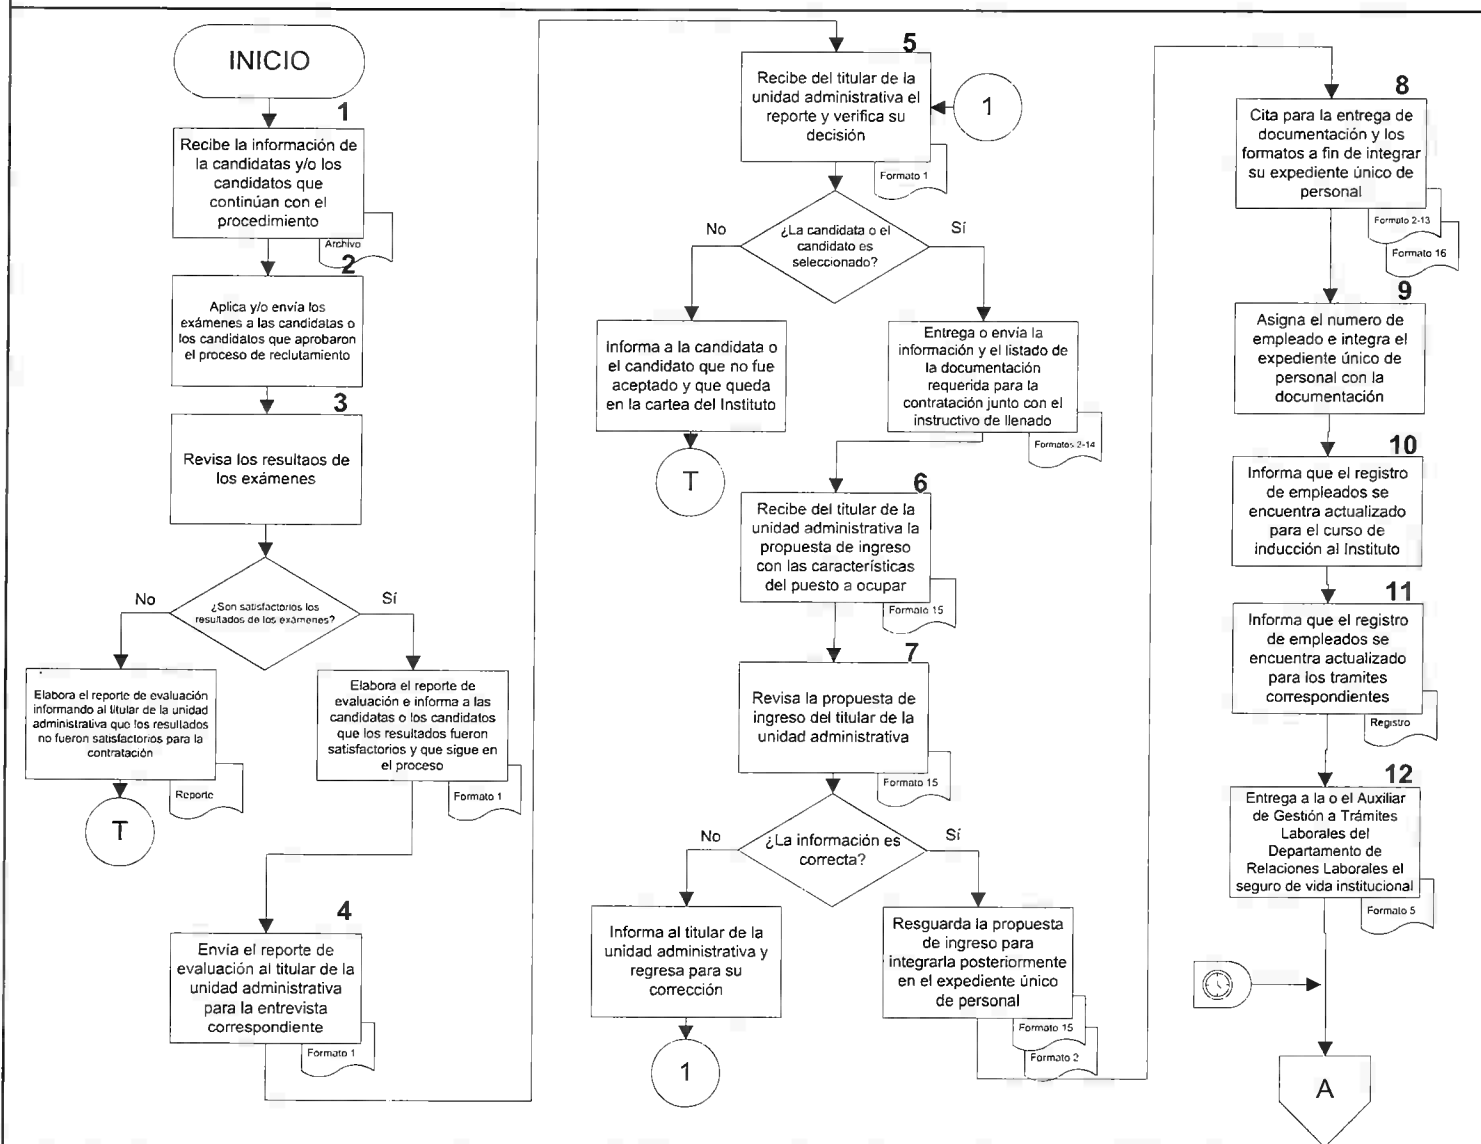 INICIO
1
Recibe la información de
la candidatas y/o los
candidatos que
continúan con el
procedimiento
Archivo
2
Aplica y/o envía los
exámenes a las candidatas o
los candidatos que aprobaron
el proceso de reclutamiento
3
Revisa los resultaos de
los exámenes
¿Son satisfactorios los
resultados de los exámenes?
No
Sí
Elabora el reporte de evaluación
informando al titular de la unidad
administrativa que los resultados
no fueron satisfactorios para la
contratación
Reporte
T
Elabora el reporte de
evaluación e informa a las
candidatas o los candidatos
que los resultados fueron
satisfactorios y que sigue en
el proceso
Formato 1
4
Envía el reporte de
evaluación al titular de la
unidad administrativa
para la entrevista
correspondiente
Formato 1
5
Recibe del titular de la
unidad administrativa el
reporte y verifica su
decisión
1
Formato 1
¿La candidata o el
candidato es
seleccionado?
No
Sí
Informa a la candidata o
el candidato que no fue
aceptado y que queda
en la cartea del Instituto
T
Entrega o envía la
información y el listado de
la documentación
requerida para la
contratación junto con el
instructivo de llenado
Formatos 2-14
6
Recibe del titular de la
unidad administrativa la
propuesta de ingreso
con las características
del puesto a ocupar
Formato 15
7
Revisa la propuesta de
ingreso del titular de la
unidad administrativa
Formato 15
¿La información es
correcta?
No
Sí
Informa al titular de la
unidad administrativa y
regresa para su
corrección
1
Resguarda la propuesta
de ingreso para
integrarla posteriormente
en el expediente único
de personal
Formato 15
Formato 2
8
Cita para la entrega de
documentación y los
formatos a fin de integrar
su expediente único de
personal
Formato 2-13
Formato 16
9
Asigna el numero de
empleado e integra el
expediente único de
personal con la
documentación
10
Informa que el registro
de empleados se
encuentra actualizado
para el curso de
inducción al Instituto
11
Informa que el registro
de empleados se
encuentra actualizado
para los tramites
correspondientes
Registro
12
Entrega a la o el Auxiliar
de Gestión a Trámites
Laborales del
Departamento de
Relaciones Laborales el
seguro de vida institucional
Formato 5
A